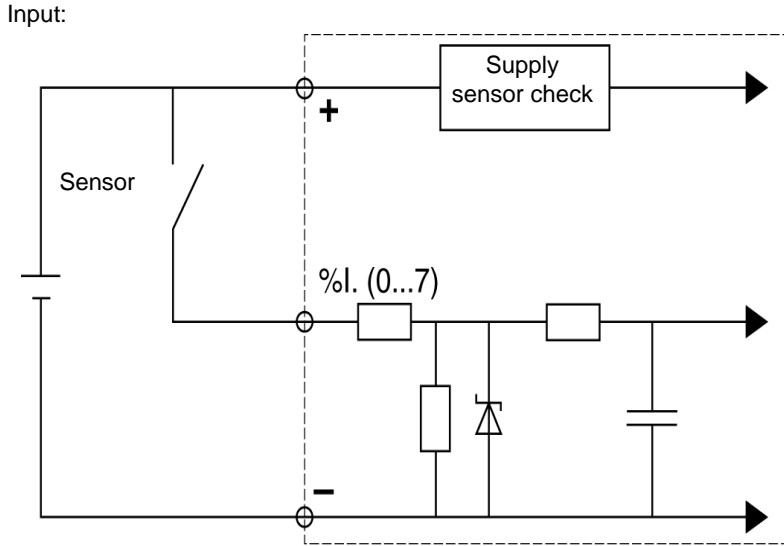 Input:
Supply
sensor check
+
Sensor
%I. (0...7)
−